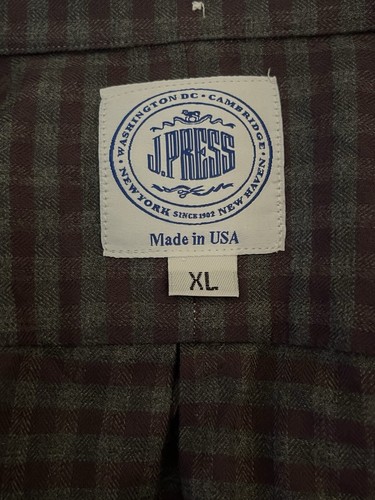 WASHINGTON DC • CAMBRIDGE •
J.PRESS
• NEW YORK SINCE 1902 NEW HAVEN •
Made in USA
XL